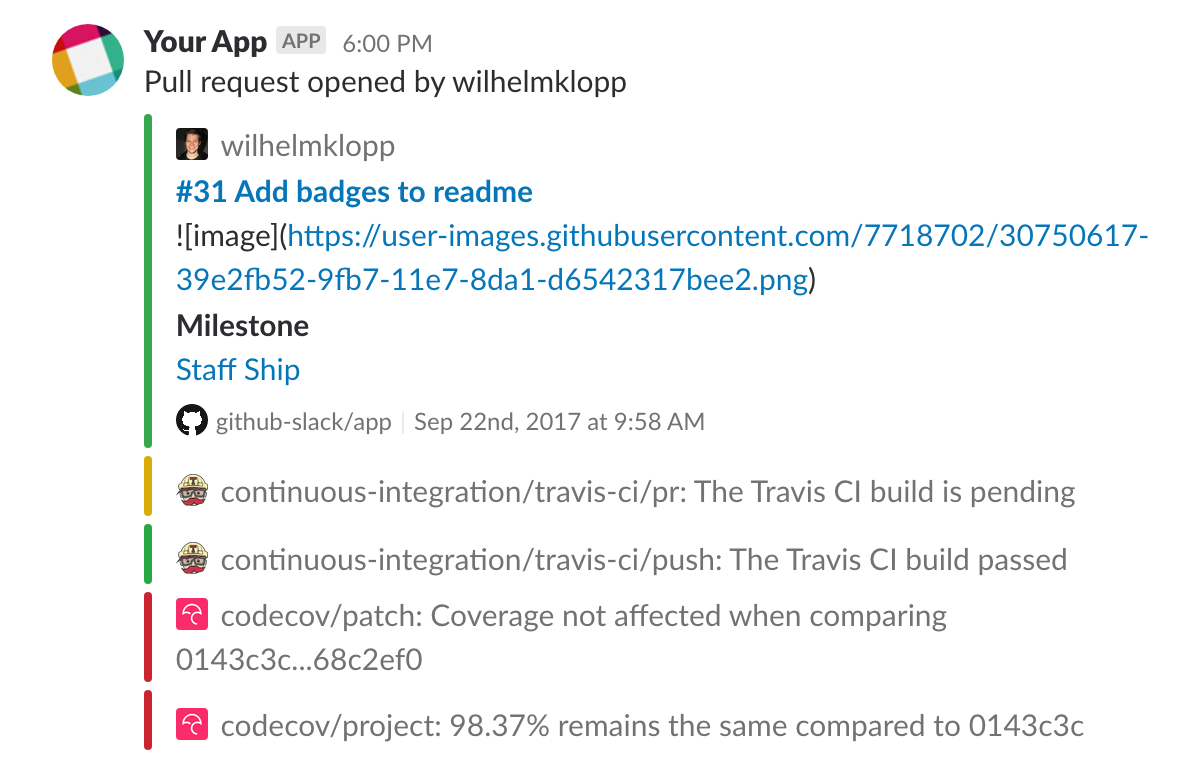 Your App APP 6:00 PM
Pull request opened by wilhelmklopp
wilhelmklopp
#31 Add badges to readme
![image](https://user-images.githubusercontent.com/7718702/30750617-
39e2fb52-9fb7-11e7-8da1-d6542317bee2.png)
Milestone
Staff Ship
github-slack/app | Sep 22nd, 2017 at 9:58 AM
continuous-integration/travis-ci/pr: The Travis CI build is pending
continuous-integration/travis-ci/push: The Travis CI build passed
codecov/patch: Coverage not affected when comparing
0143c3c...68c2ef0
codecov/project: 98.37% remains the same compared to 0143c3c